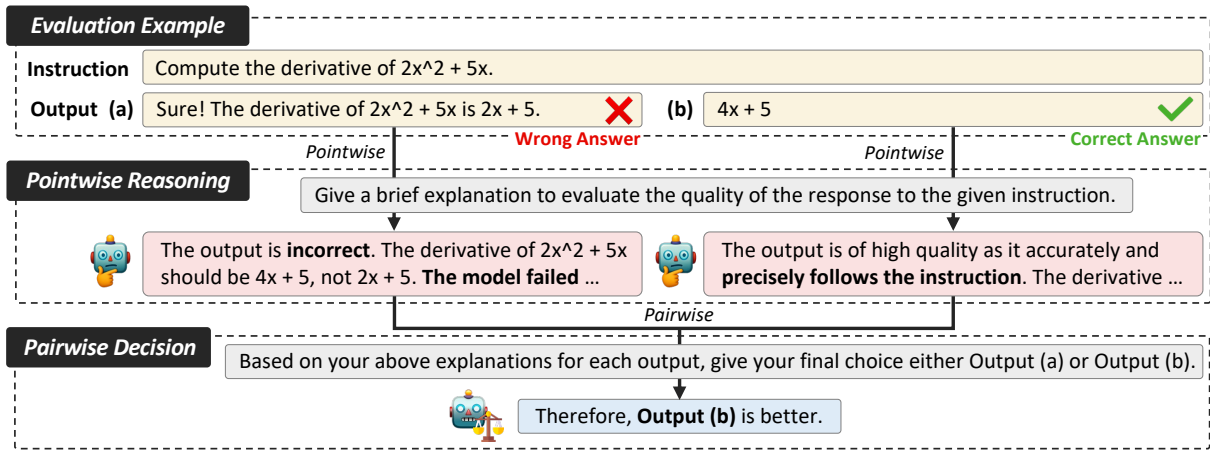 Evaluation Example
Instruction Compute the derivative of 2x^2 + 5x.
Output (a) Sure! The derivative of 2x^2 + 5x is 2x + 5. (b) 4x + 5
Wrong Answer Correct Answer
Pointwise Pointwise
Pointwise Reasoning
Give a brief explanation to evaluate the quality of the response to the given instruction.
The output is incorrect. The derivative of 2x^2 + 5x
should be 4x + 5, not 2x + 5. The model failed ...
The output is of high quality as it accurately and
precisely follows the instruction. The derivative ...
Pairwise
Pairwise Decision
Based on your above explanations for each output, give your final choice either Output (a) or Output (b).
Therefore, Output (b) is better.